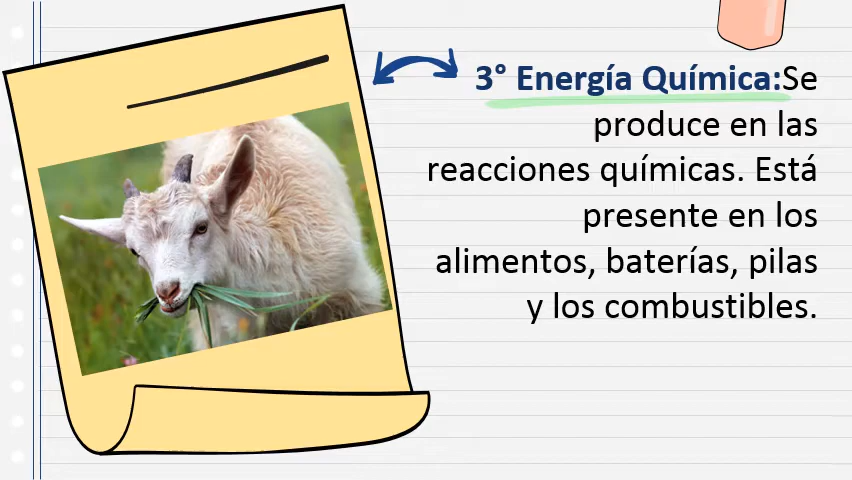 3° Energía Química:Se
produce en las
reacciones químicas. Está
presente en los
alimentos, baterías, pilas
y los combustibles.